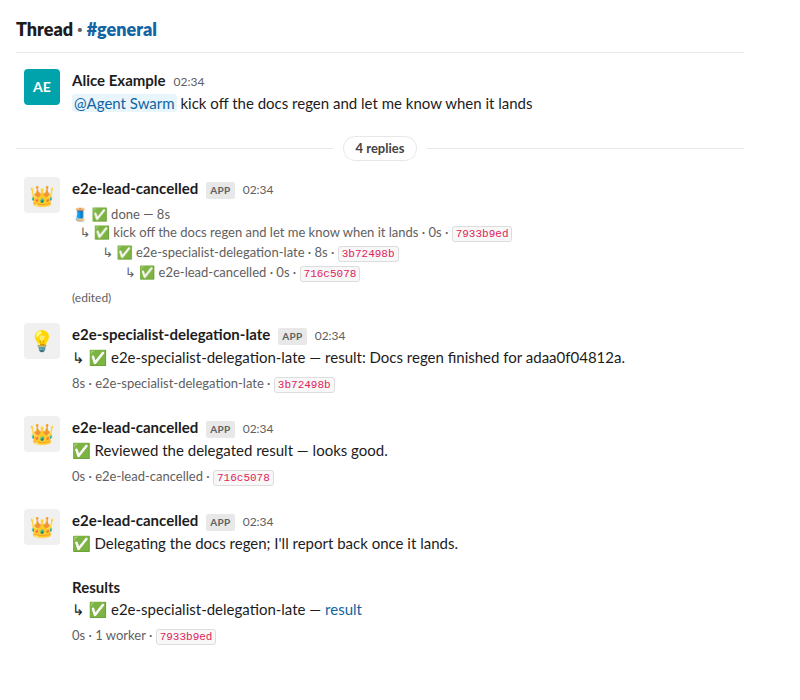 Thread • #general
AE
Alice Example 02:34
@Agent Swarm kick off the docs regen and let me know when it lands
4 replies
e2e-lead-cancelled APP 02:34
🧵 ✅ done — 8s
↳ ✅ kick off the docs regen and let me know when it lands · 0s · 7933b9ed
↳ ✅ e2e-specialist-delegation-late · 8s · 3b72498b
↳ ✅ e2e-lead-cancelled · 0s · 716c5078
(edited)
e2e-specialist-delegation-late APP 02:34
↳ ✅ e2e-specialist-delegation-late — result: Docs regen finished for adaa0f04812a.
8s · e2e-specialist-delegation-late · 3b72498b
e2e-lead-cancelled APP 02:34
✅ Reviewed the delegated result — looks good.
0s · e2e-lead-cancelled · 716c5078
e2e-lead-cancelled APP 02:34
✅ Delegating the docs regen; I'll report back once it lands.
Results
↳ ✅ e2e-specialist-delegation-late — result
0s · 1 worker · 7933b9ed